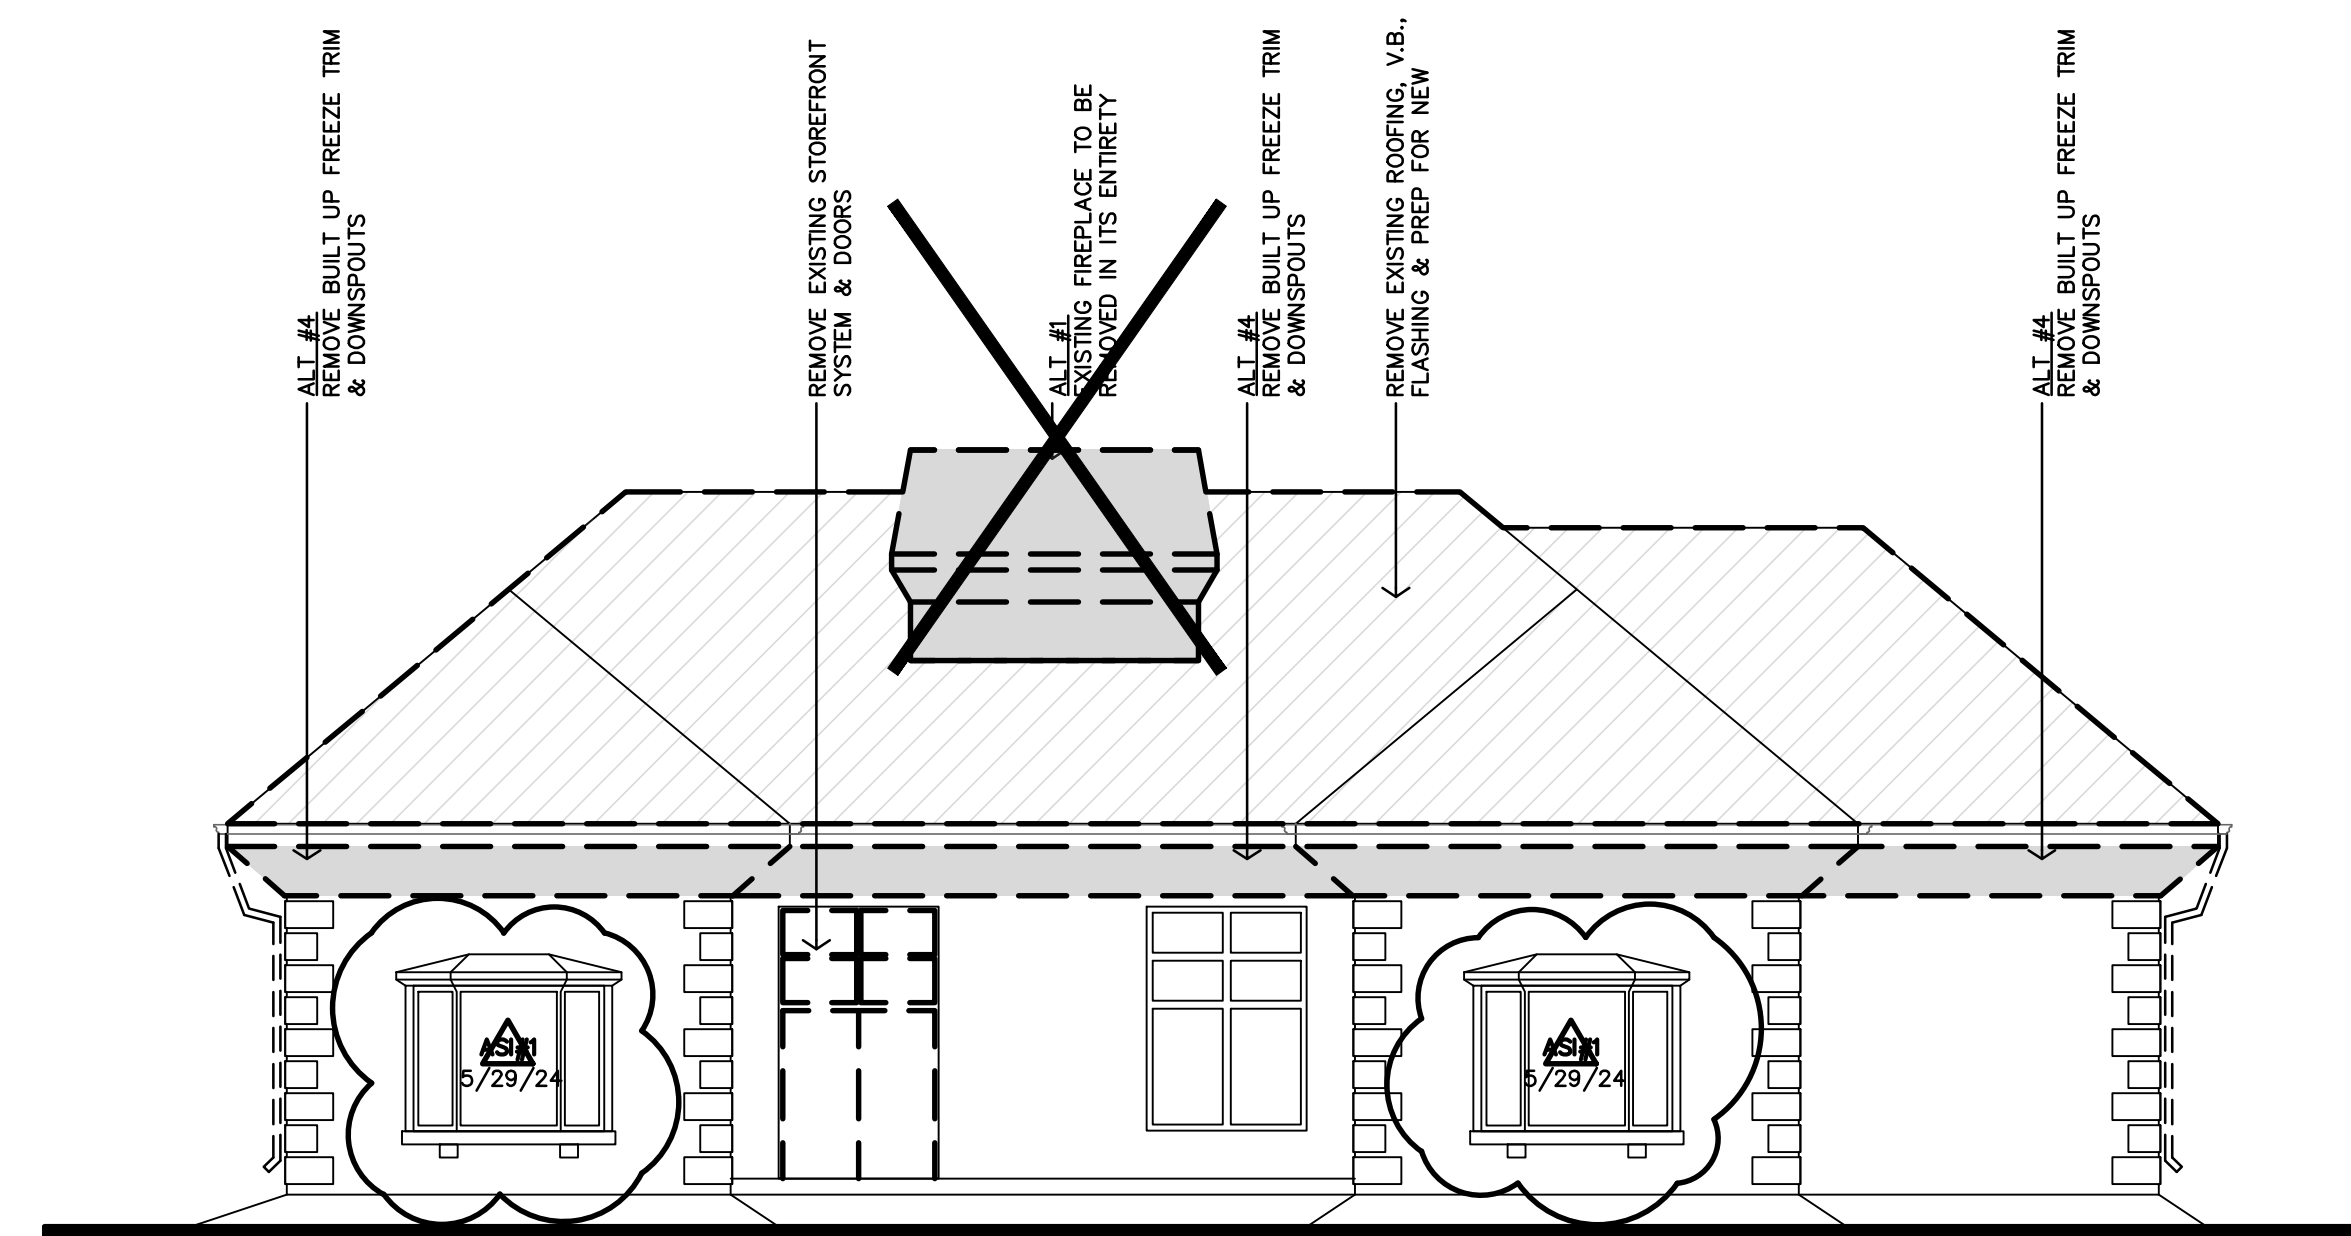 ALT #4
REMOVE BUILT UP FREEZE TRIM
& DOWNSPOUTS
REMOVE EXISTING STOREFRONT
SYSTEM & DOORS
ALT #1
EXISTING FIREPLACE TO BE
REMOVED IN ITS ENTIRETY
ALT #4
REMOVE BUILT UP FREEZE TRIM
& DOWNSPOUTS
REMOVE EXISTING ROOFING, V.B.,
FLASHING & PREP FOR NEW
ALT #4
REMOVE BUILT UP FREEZE TRIM
& DOWNSPOUTS
ASI#1
5/29/24
ASI#1
5/29/24